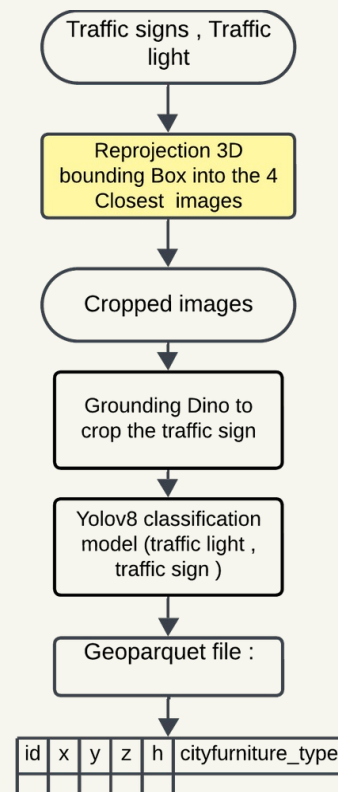 Traffic signs , Traffic
light
Reprojection 3D
bounding Box into the 4
Closest images
Cropped images
Grounding Dino to
crop the traffic sign
Yolov8 classification
model (traffic light ,
traffic sign )
Geoparquet file :
id x y z h cityfurniture_type